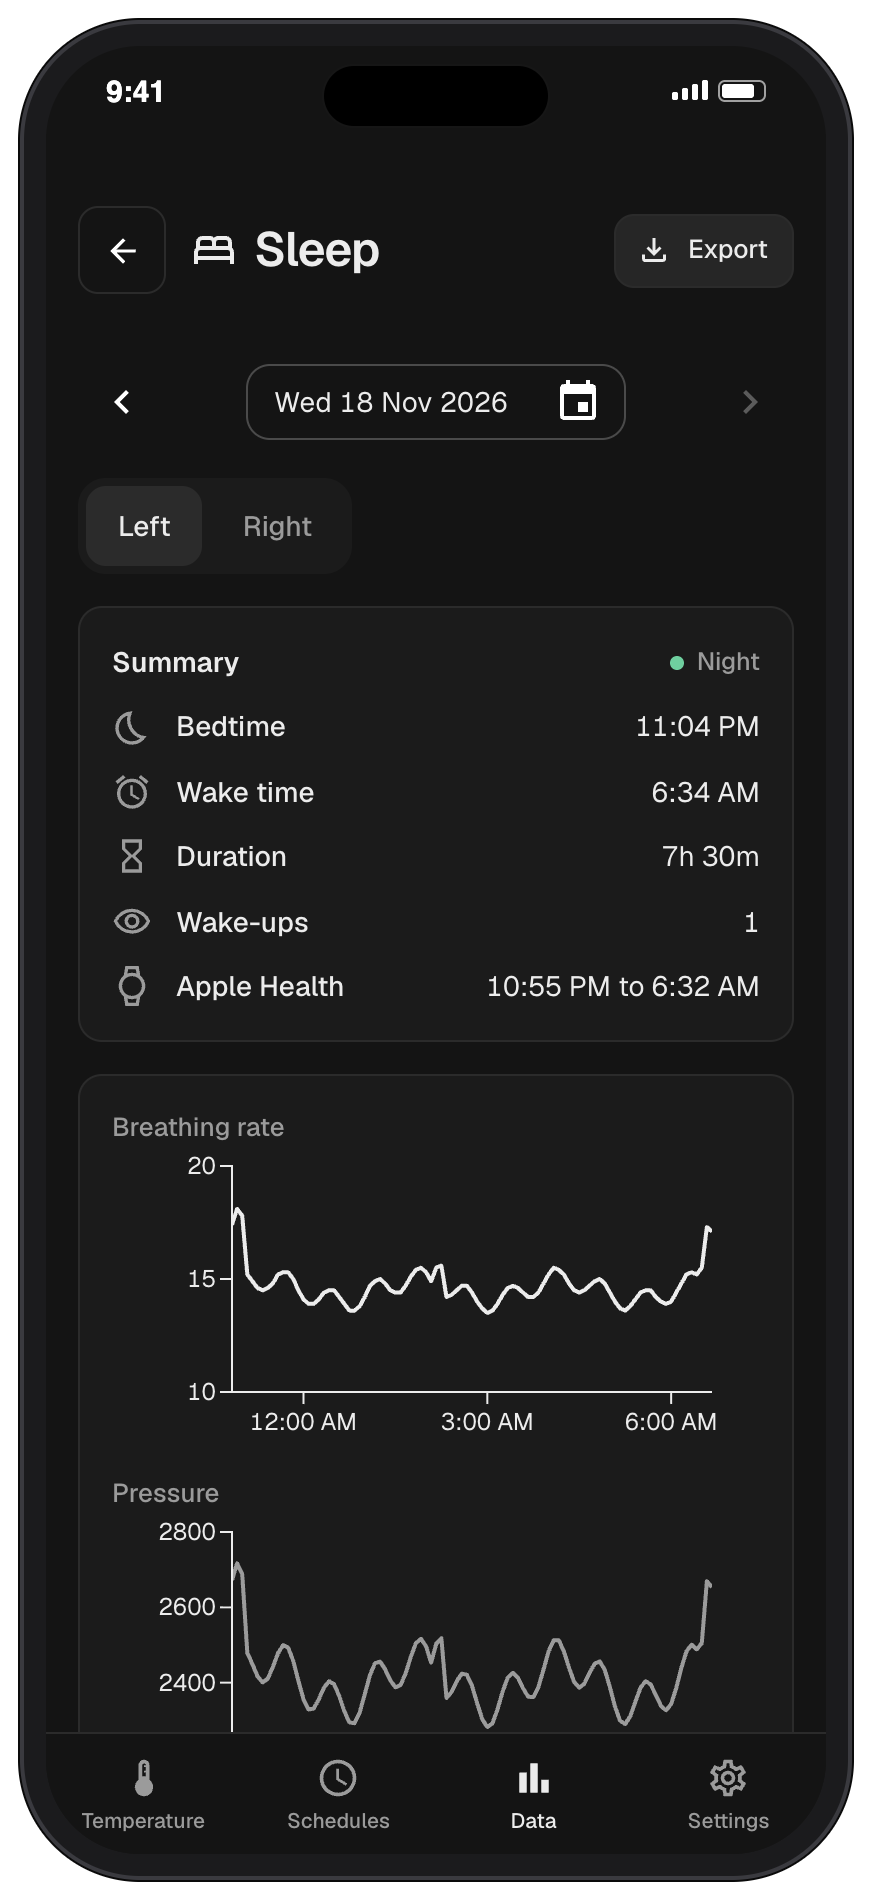 9:41
Sleep
Export
Wed 18 Nov 2026
Left Right
Summary Night
Bedtime 11:04 PM
Wake time 6:34 AM
Duration 7h 30m
Wake-ups 1
Apple Health 10:55 PM to 6:32 AM
Breathing rate
20
15
10
12:00 AM 3:00 AM 6:00 AM
Pressure
2800
2600
2400
Temperature Schedules Data Settings